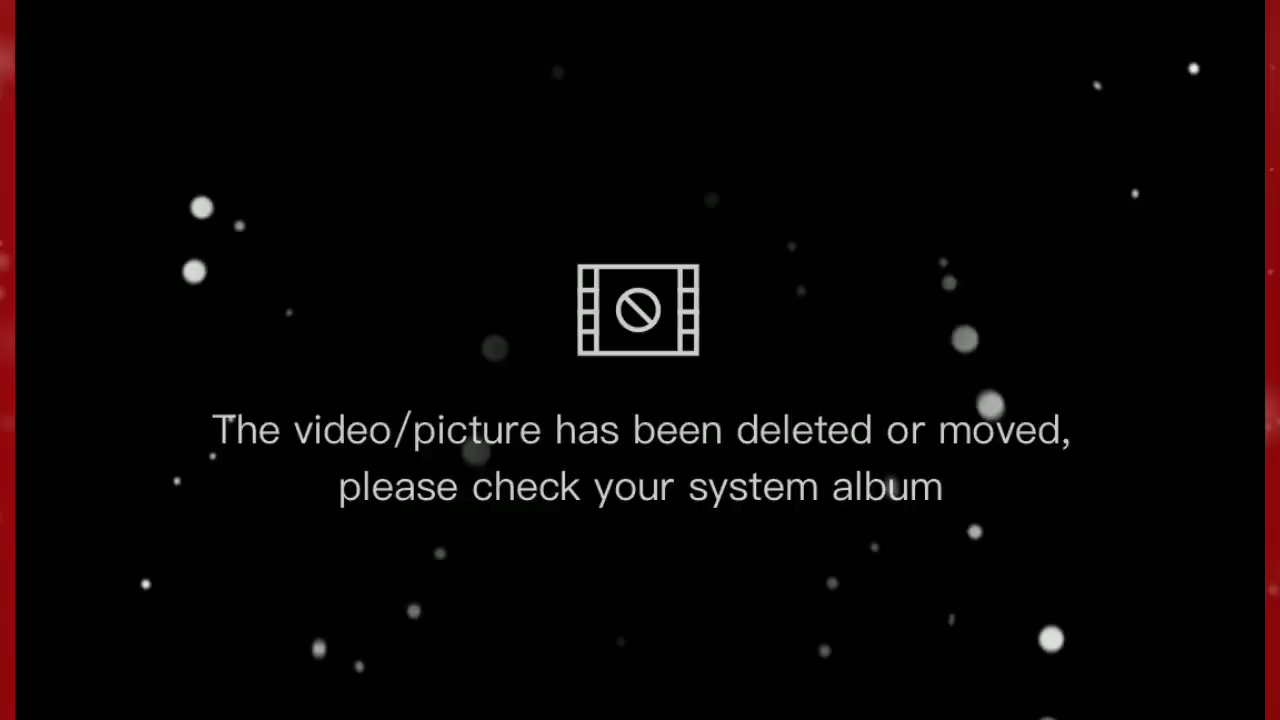 The video/picture has been deleted or moved,
please check your system album